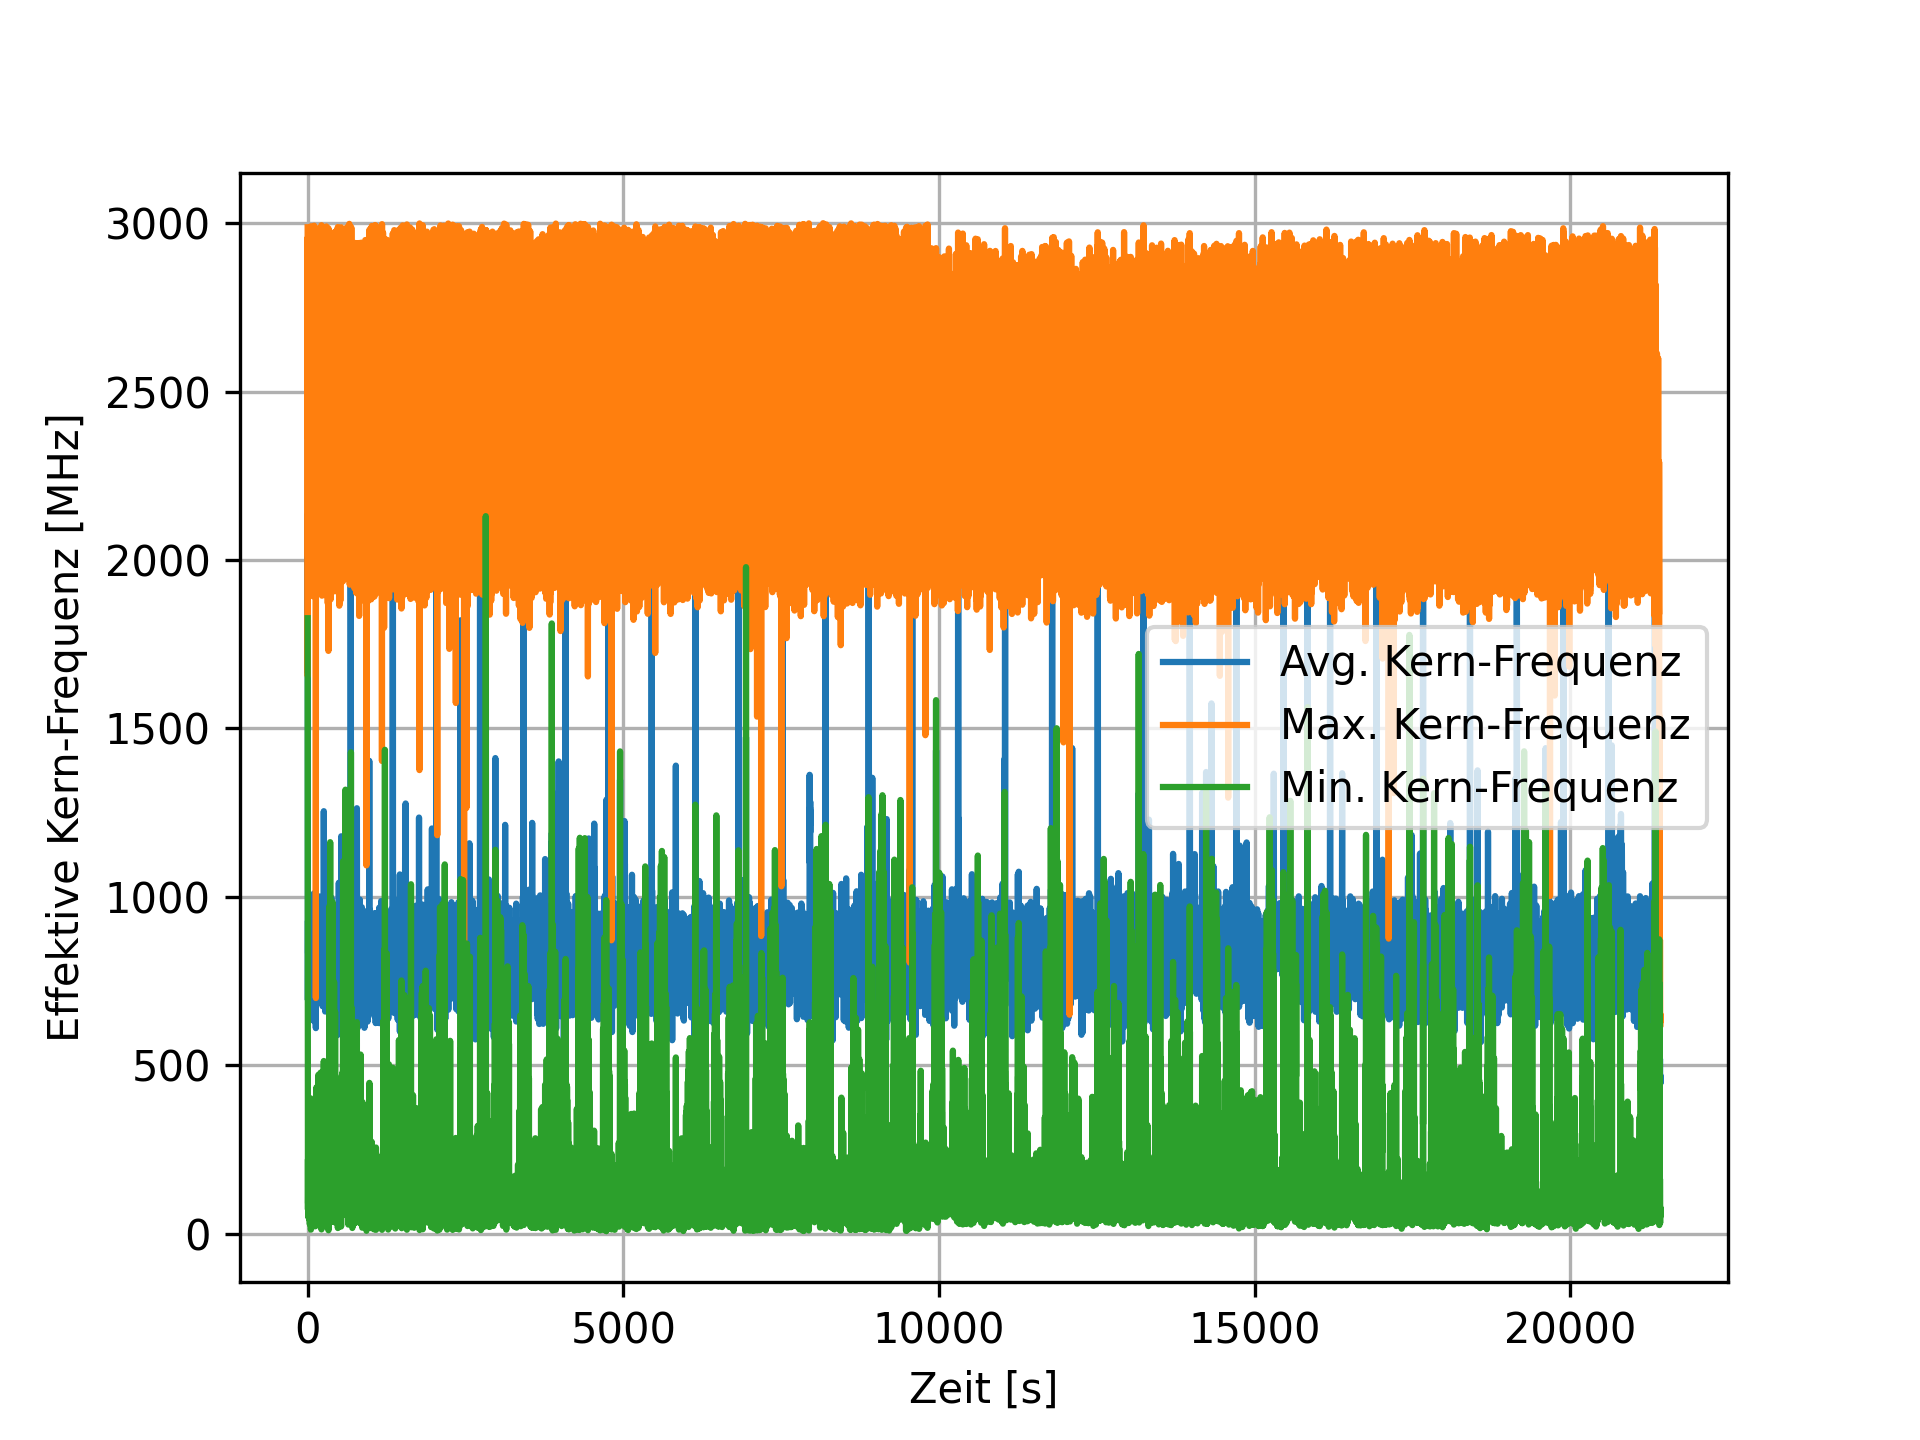 3000
2500
2000
1500
1000
500
0
Effektive Kern-Frequenz [MHz]
Avg. Kern-Frequenz
Max. Kern-Frequenz
Min. Kern-Frequenz
0 5000 10000 15000 20000
Zeit [s]